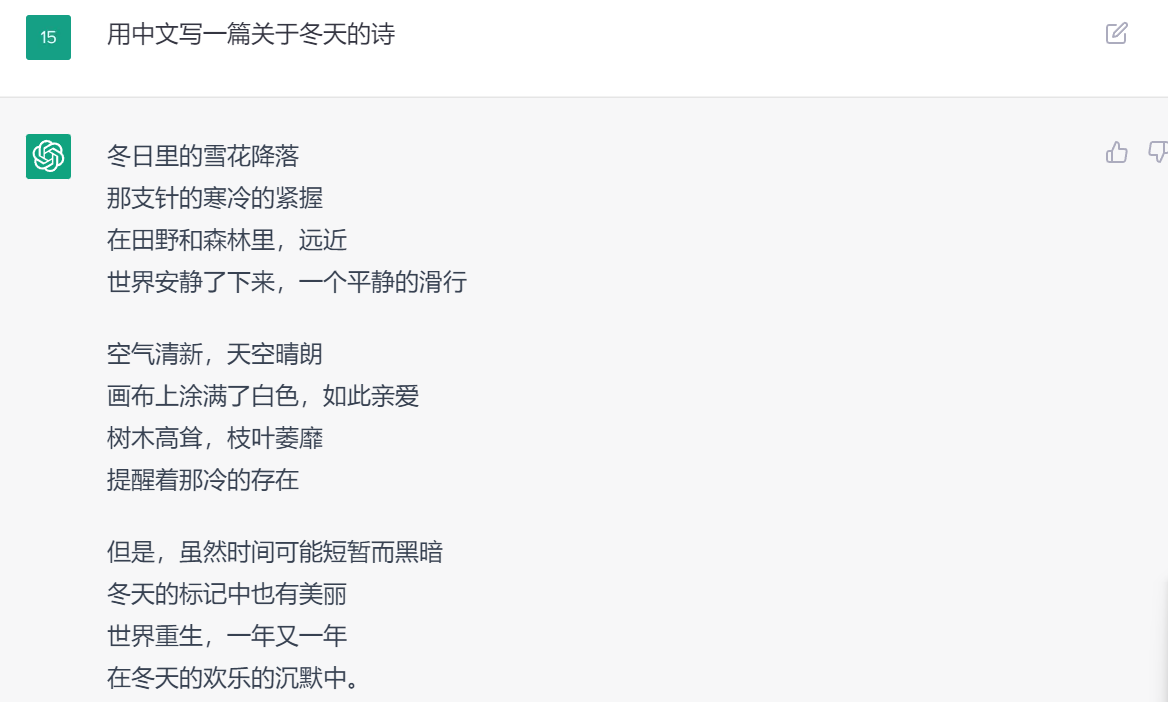 15
用中文写一篇关于冬天的诗
冬日里的雪花降落
那支针的寒冷的紧握
在田野和森林里，远近
世界安静了下来，一个平静的滑行
空气清新，天空晴朗
画布上涂满了白色，如此亲爱
树木高耸，枝叶萎靡
提醒着那冷的存在
但是，虽然时间可能短暂而黑暗
冬天的标记中也有美丽
世界重生，一年又一年
在冬天的欢乐的沉默中。